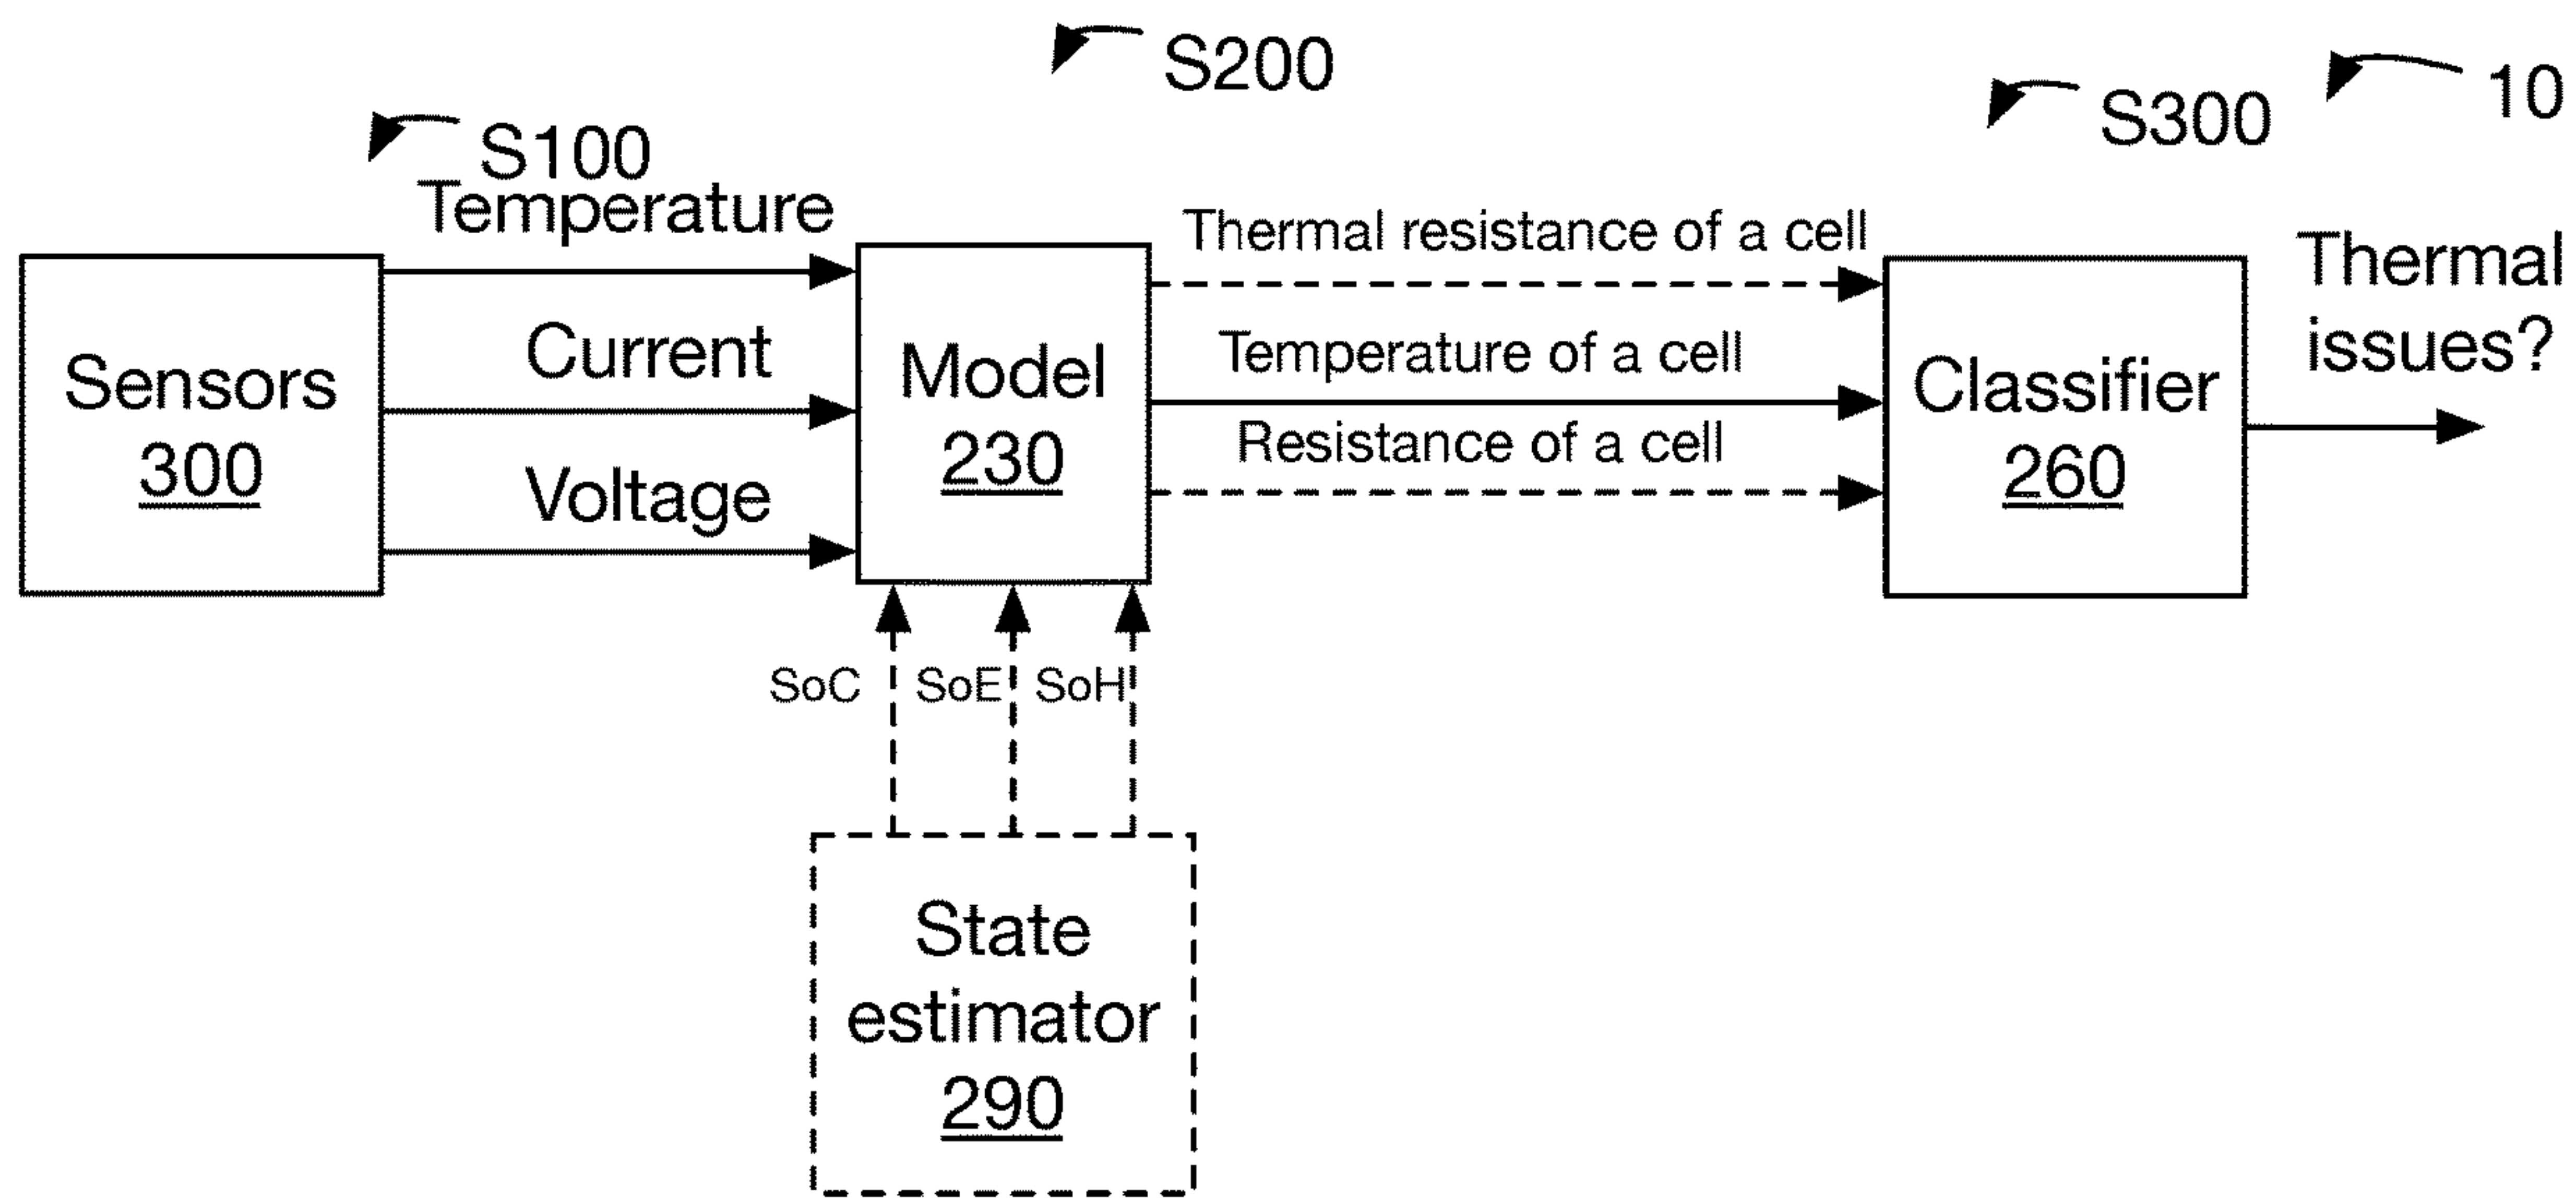 S200
10
S300
S100
Temperature
Thermal resistance of a cell
Thermal
issues?
Current
Temperature of a cell
Sensors
300
Model
230
Classifier
260
Resistance of a cell
Voltage
SoC
SoE
SoH
State
estimator
290